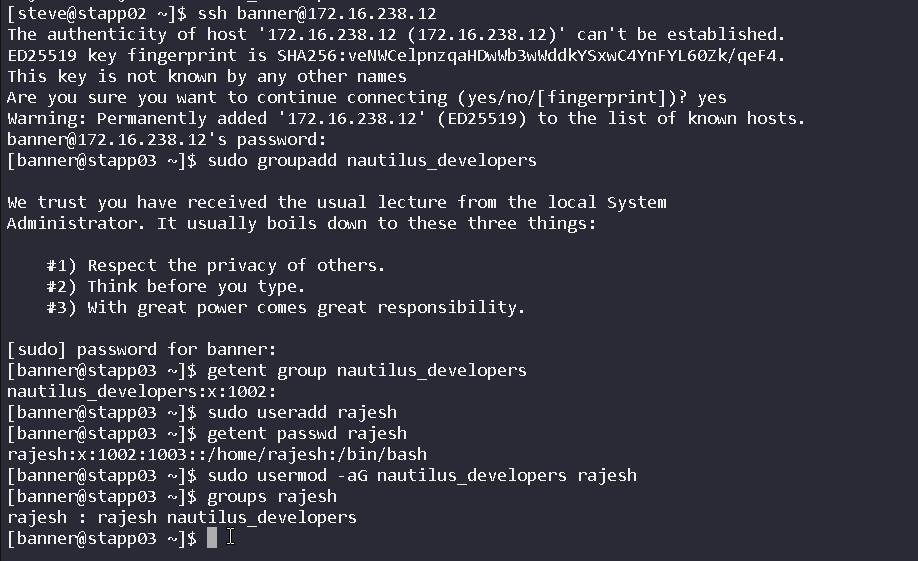 [steve@stapp02 ~]$ ssh banner@172.16.238.12
The authenticity of host '172.16.238.12 (172.16.238.12)' can't be established.
ED25519 key fingerprint is SHA256:veNWCelpnzqaHDwWb3wWddkYSxwC4YnFYL60Zk/qeF4.
This key is not known by any other names
Are you sure you want to continue connecting (yes/no/[fingerprint])? yes
Warning: Permanently added '172.16.238.12' (ED25519) to the list of known hosts.
banner@172.16.238.12's password:
[banner@stapp03 ~]$ sudo groupadd nautilus_developers
We trust you have received the usual lecture from the local System
Administrator. It usually boils down to these three things:
#1) Respect the privacy of others.
#2) Think before you type.
#3) With great power comes great responsibility.
[sudo] password for banner:
[banner@stapp03 ~]$ getent group nautilus_developers
nautilus_developers:x:1002:
[banner@stapp03 ~]$ sudo useradd rajesh
[banner@stapp03 ~]$ getent passwd rajesh
rajesh:x:1002:1003::/home/rajesh:/bin/bash
[banner@stapp03 ~]$ sudo usermod -aG nautilus_developers rajesh
[banner@stapp03 ~]$ groups rajesh
rajesh : rajesh nautilus_developers
[banner@stapp03 ~]$